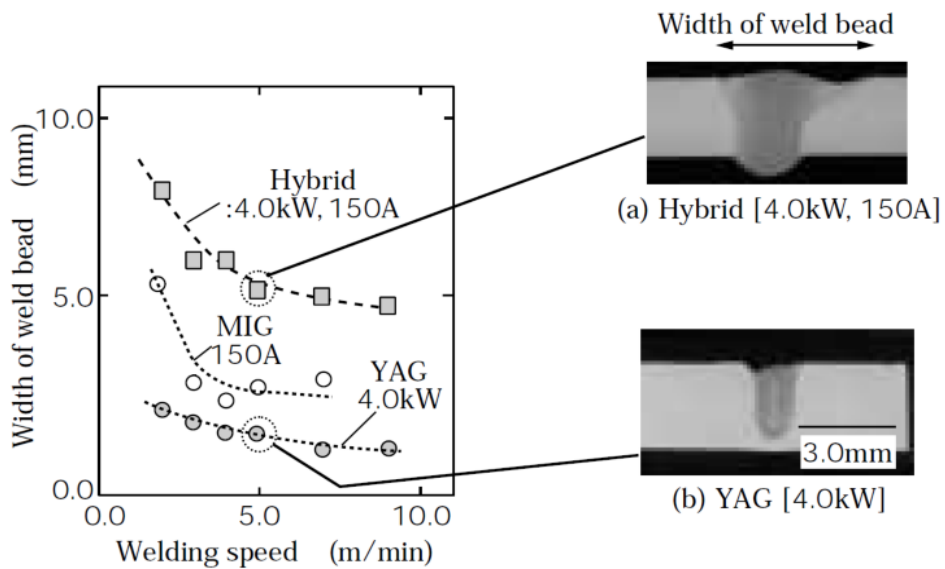 Width of weld bead
10.0
5.0
0.0
Width of weld bead (mm)
Hybrid
:4.0kW, 150A
MIG
150A
YAG
4.0kW
0.0
5.0
10.0
Welding speed (m/min)
(a) Hybrid [4.0kW, 150A]
3.0mm
(b) YAG [4.0kW]